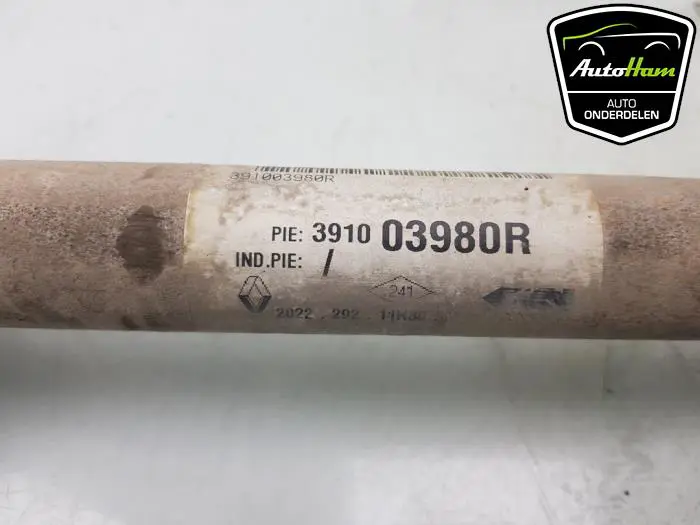 AutoHam
AUTO
ONDERDELEN
391003980R
PIE: 3910 03980R
IND.PIE: /
241
2022 . 292 .